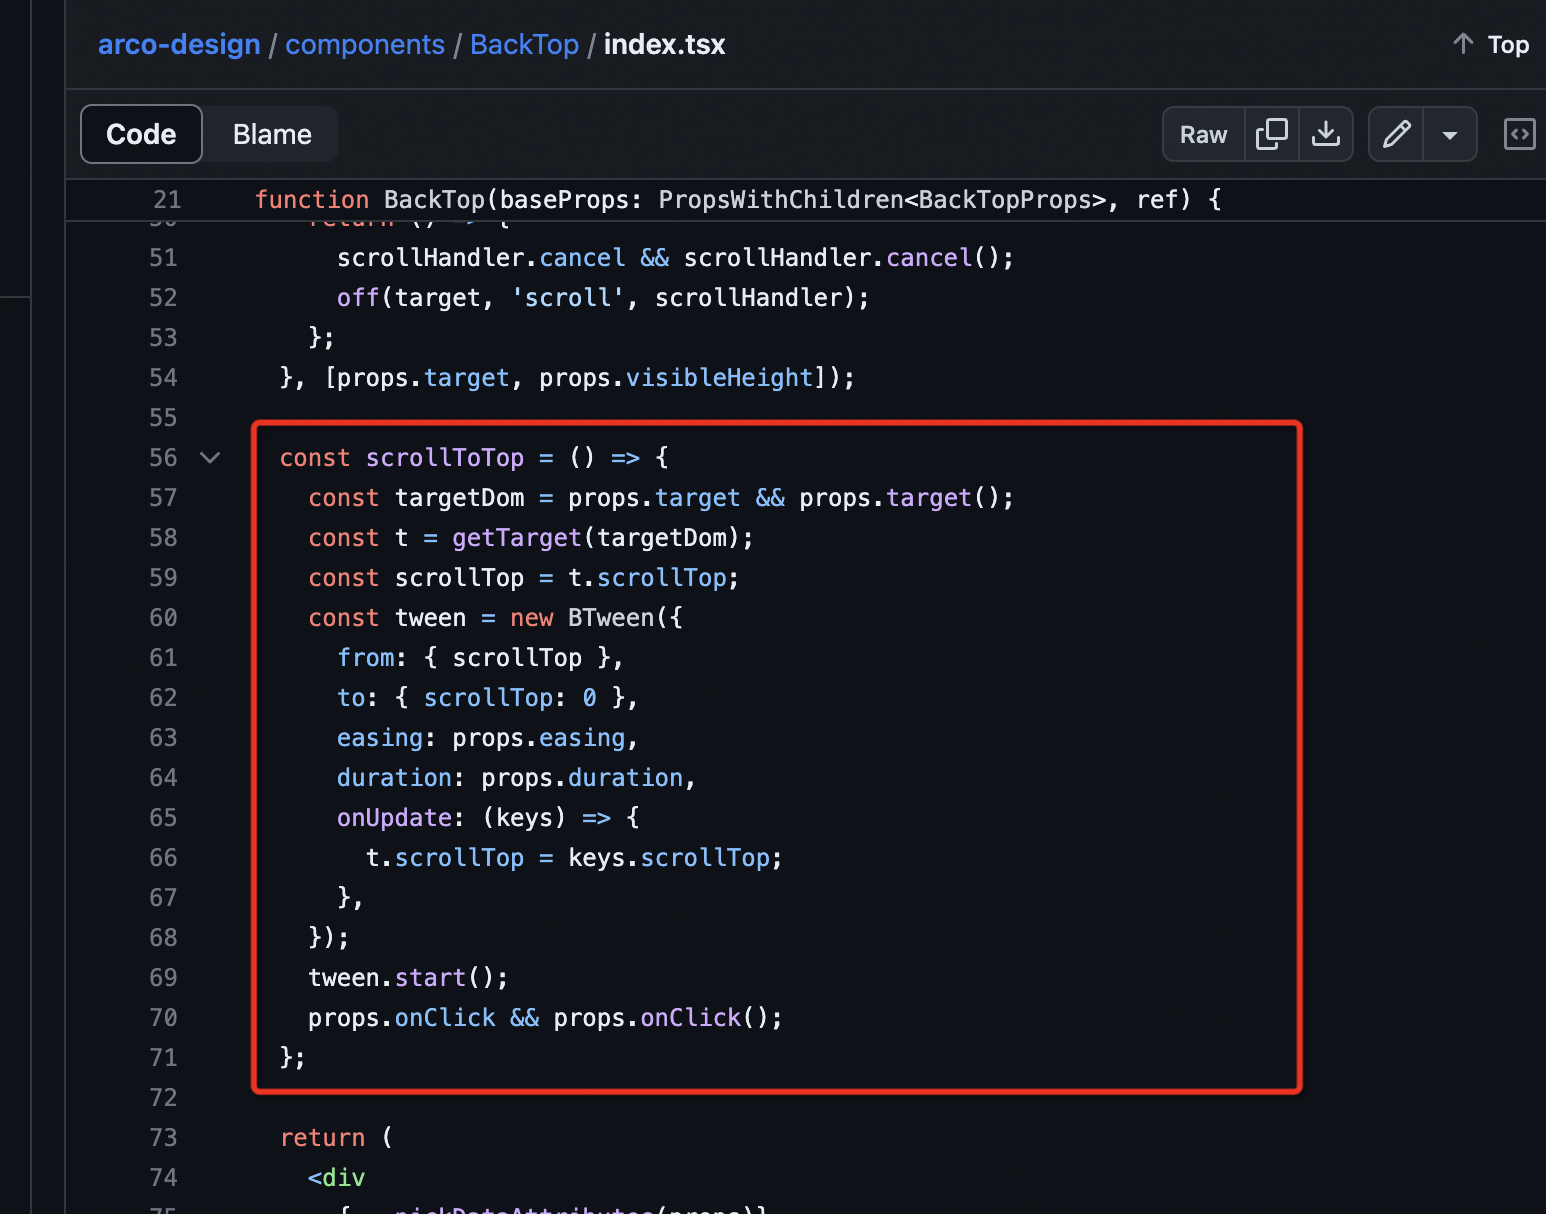 arco-design / components / BackTop / index.tsx
Top
Code Blame Raw
21 function BackTop(baseProps: PropsWithChildren<BackTopProps>, ref) {
51 scrollHandler.cancel && scrollHandler.cancel();
52 off(target, 'scroll', scrollHandler);
53 };
54 }, [props.target, props.visibleHeight]);
55
56 const scrollToTop = () => {
57 const targetDom = props.target && props.target();
58 const t = getTarget(targetDom);
59 const scrollTop = t.scrollTop;
60 const tween = new BTween({
61 from: { scrollTop },
62 to: { scrollTop: 0 },
63 easing: props.easing,
64 duration: props.duration,
65 onUpdate: (keys) => {
66 t.scrollTop = keys.scrollTop;
67 },
68 });
69 tween.start();
70 props.onClick && props.onClick();
71 };
72
73 return (
74 <div